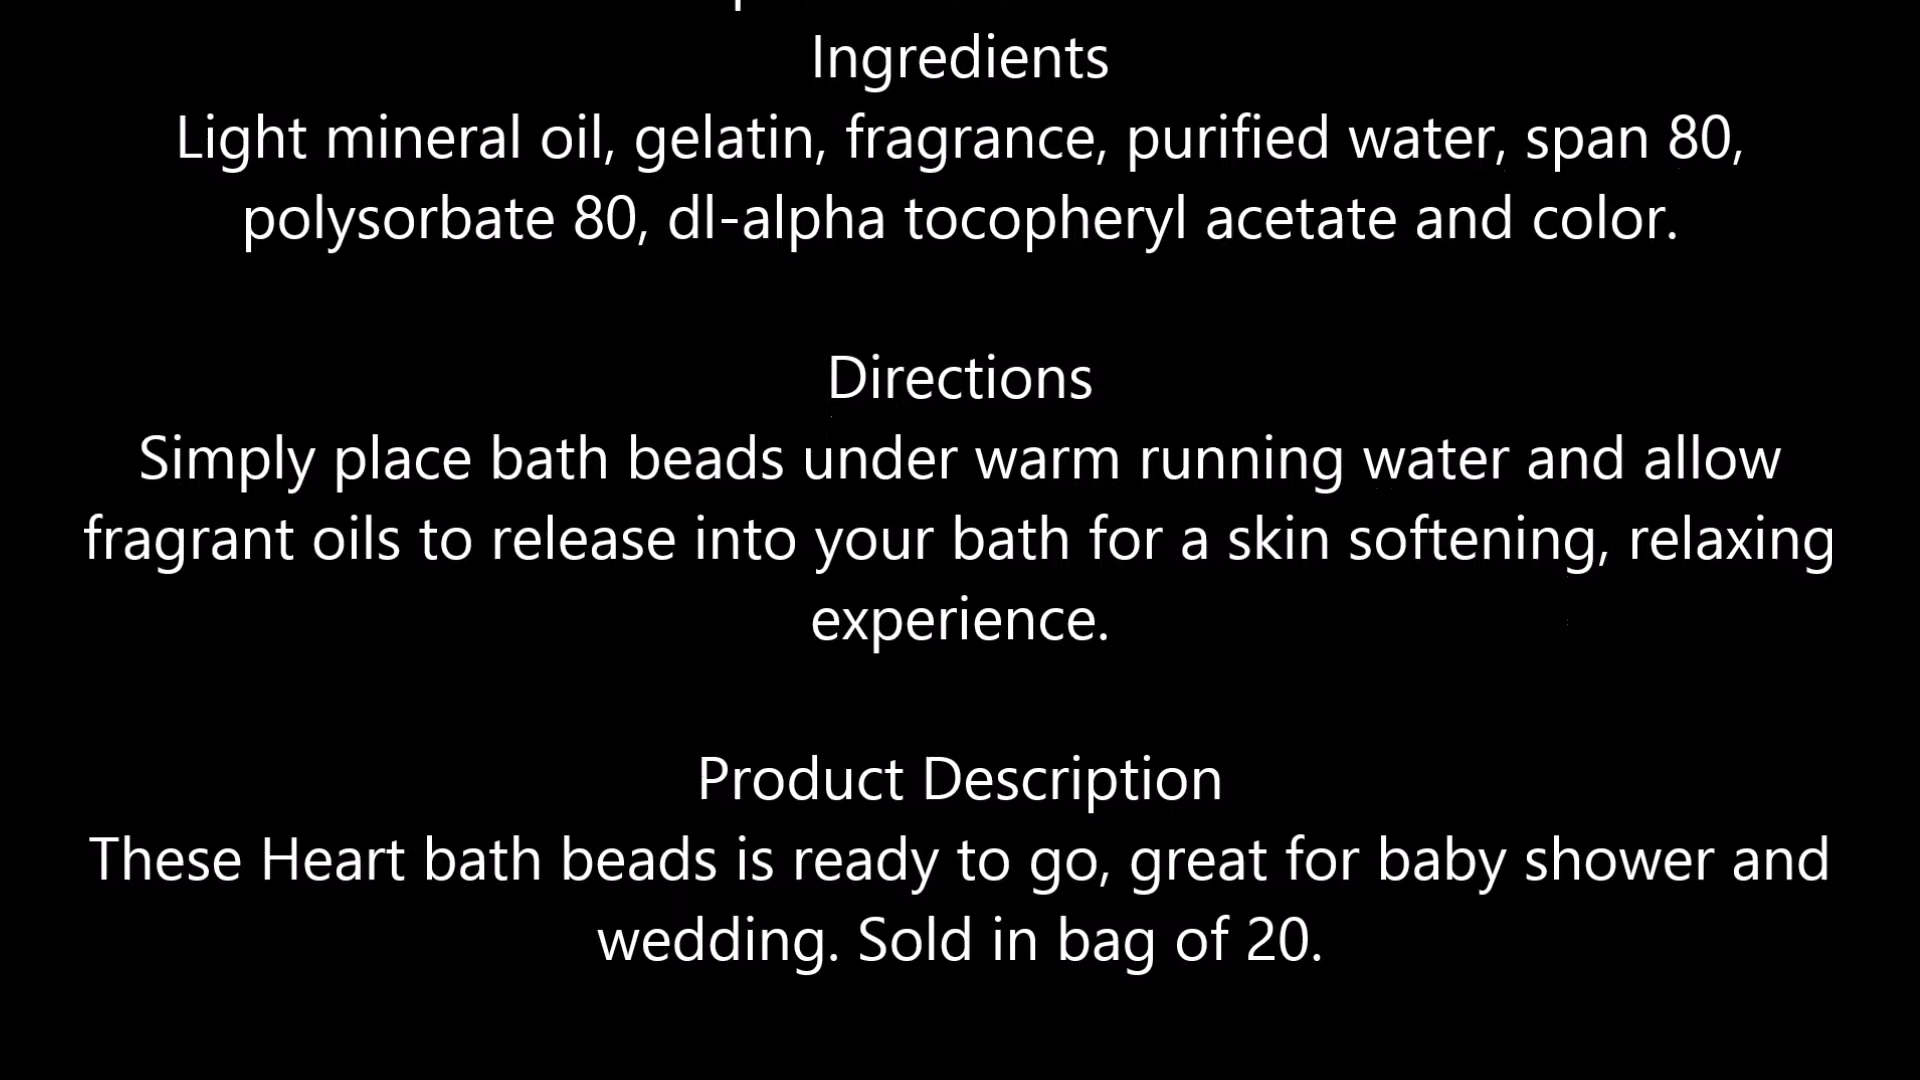 Ingredients
Light mineral oil, gelatin, fragrance, purified water, span 80,
polysorbate 80, dl-alpha tocopheryl acetate and color.
Directions
Simply place bath beads under warm running water and allow
fragrant oils to release into your bath for a skin softening, relaxing
experience.
Product Description
These Heart bath beads is ready to go, great for baby shower and
wedding. Sold in bag of 20.